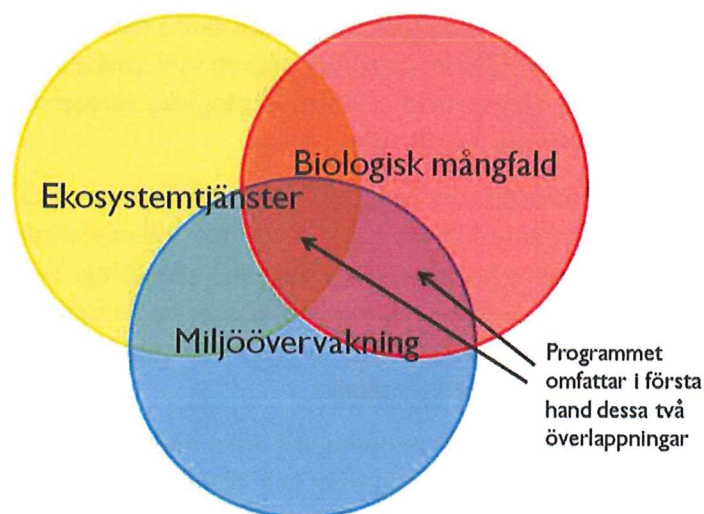 Biologisk mångfald
Ekosystemtjänster
Miljöövervakning
Programmet
omfattar i första
hand dessa två
överlappningar